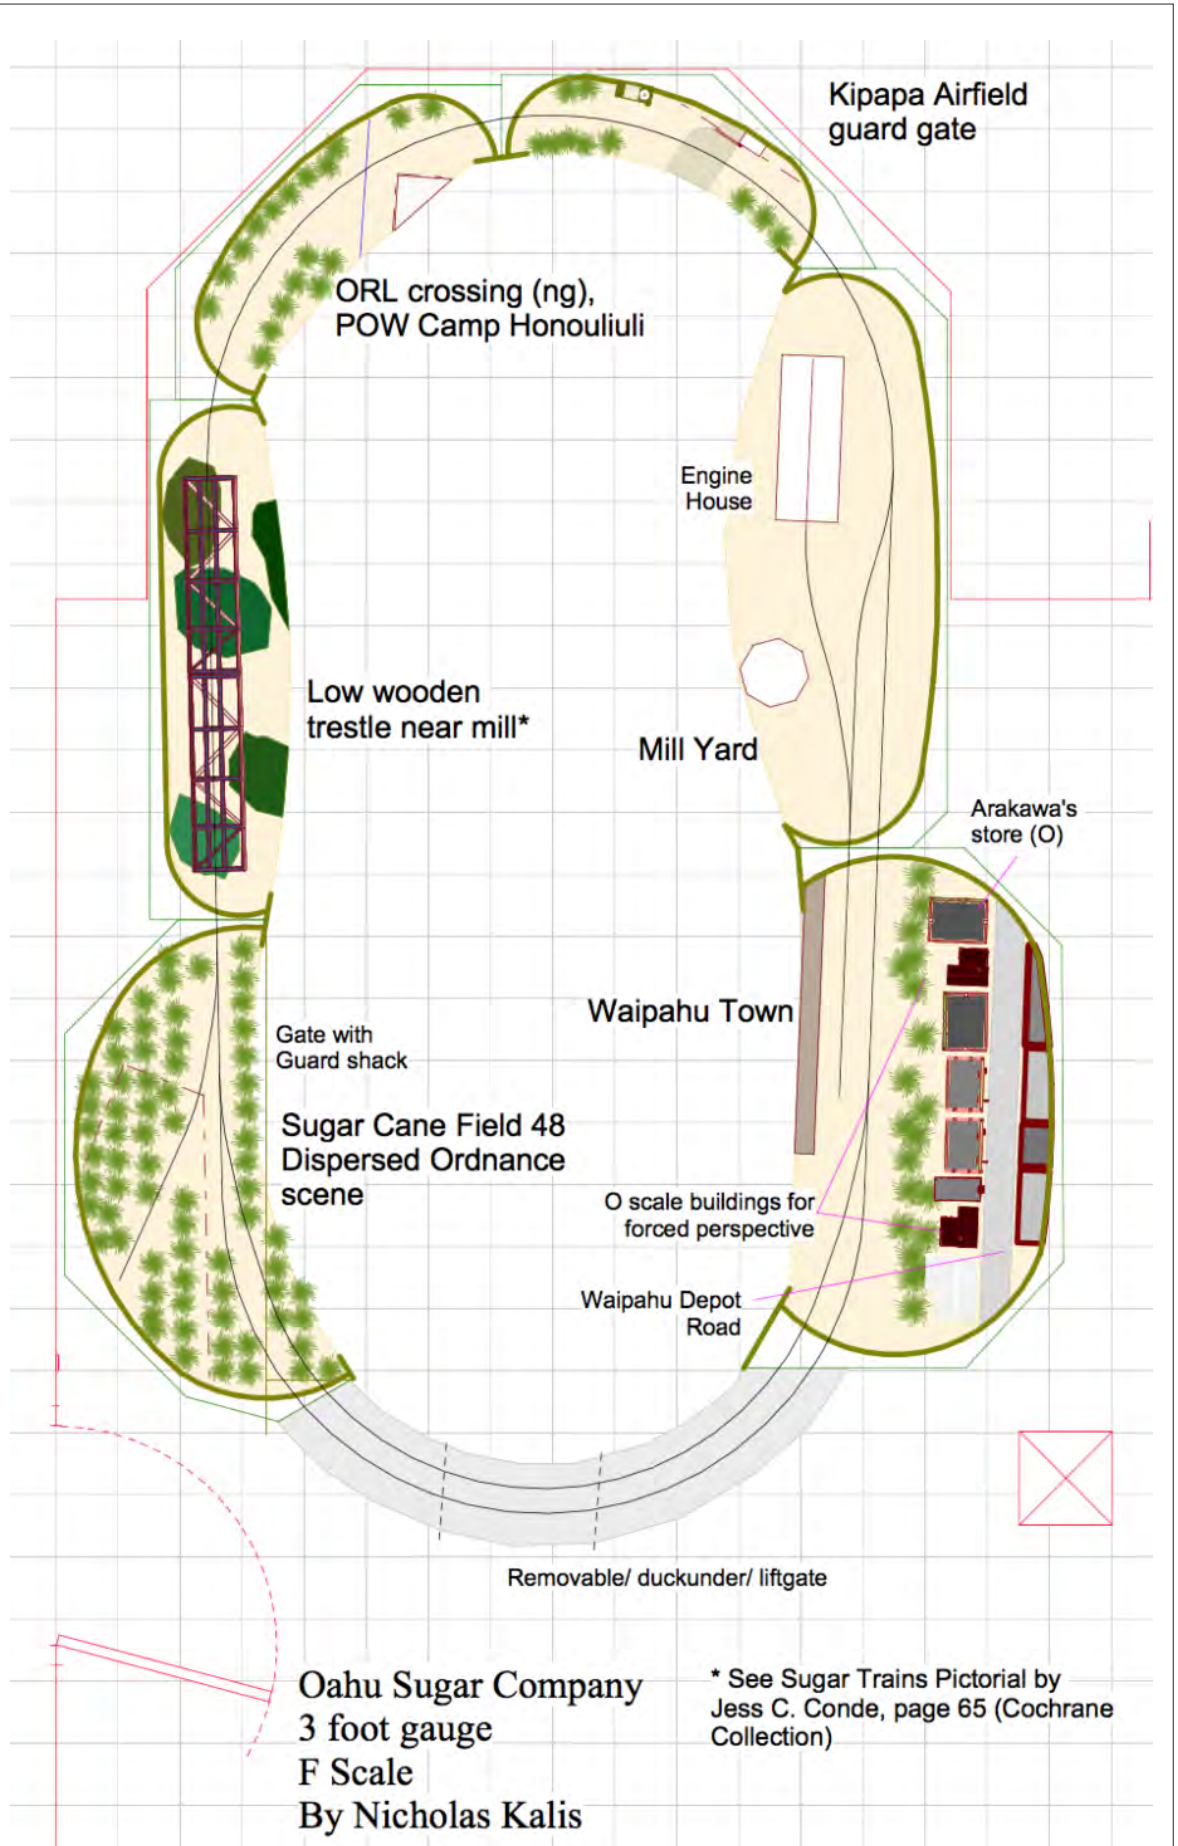 Kipapa Airfield
guard gate
ORL crossing (ng),
POW Camp Honouliuli
Engine
House
Low wooden
trestle near mill*
Mill Yard
Arakawa's
store (O)
Waipahu Town
Gate with
Guard shack
Sugar Cane Field 48
Dispersed Ordnance
scene
O scale buildings for
forced perspective
Waipahu Depot
Road
Removable/ duckunder/ liftgate
Oahu Sugar Company
3 foot gauge
F Scale
By Nicholas Kalis
* See Sugar Trains Pictorial by
Jess C. Conde, page 65 (Cochrane
Collection)